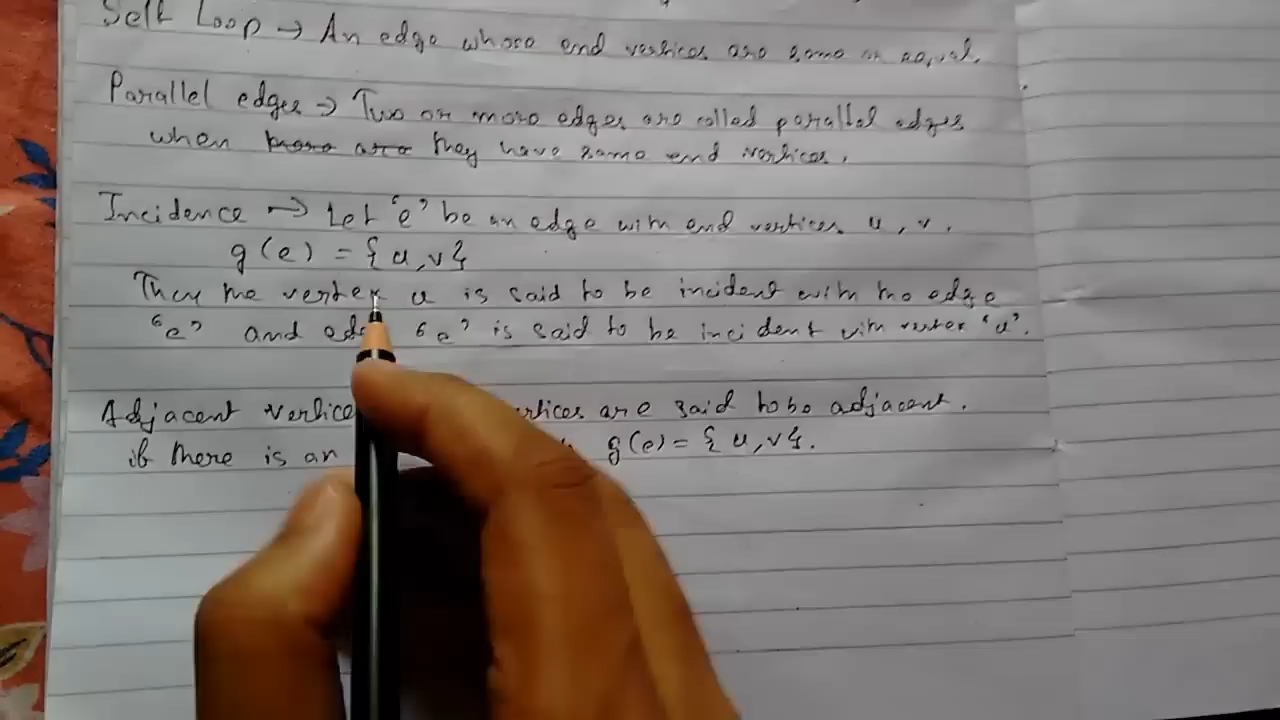 Self Loop → An edge whose end vertices are same or equal.
Parallel edges → Two or more edges are called parallel edges
when they have same end vertices.
Incidence → Let 'e' be an edge with end vertices u, v.
g(e) = {u,v}
Then the vertex u is said to be incident with the edge
'e' and edge 'e' is said to be incident with vertex 'u'.
Adjacent vertices are said to be adjacent.
if there is an g(e) = {u,v}.